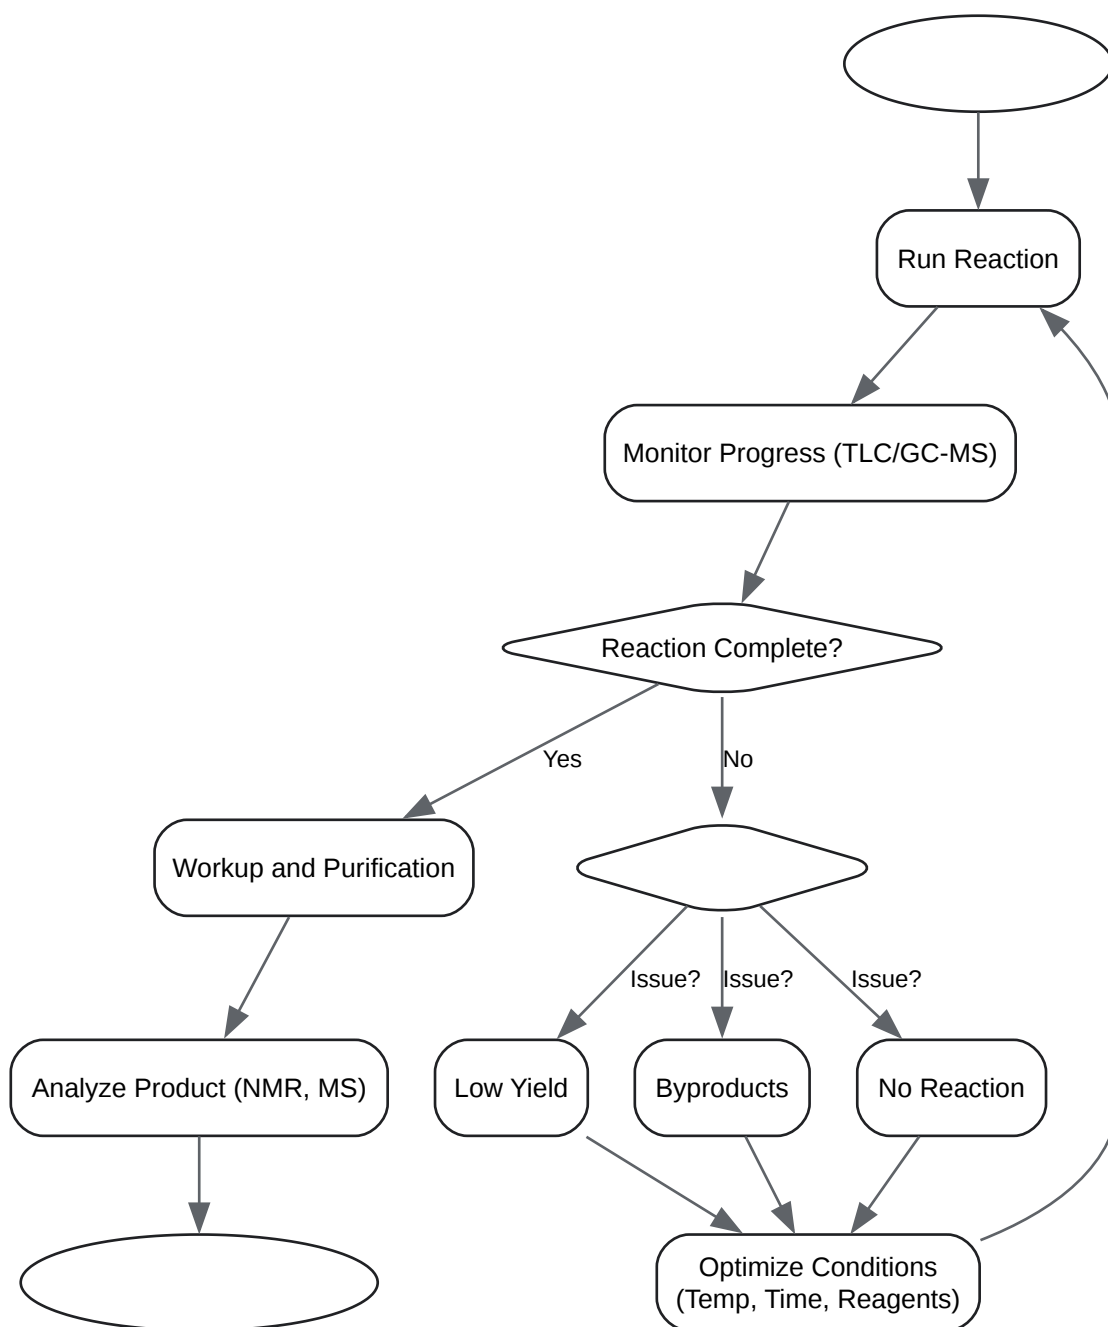 Run Reaction
Monitor Progress (TLC/GC-MS)
Reaction Complete?
Yes
No
Workup and Purification
Issue?
Issue?
Issue?
Analyze Product (NMR, MS)
Low Yield
Byproducts
No Reaction
Optimize Conditions
(Temp, Time, Reagents)